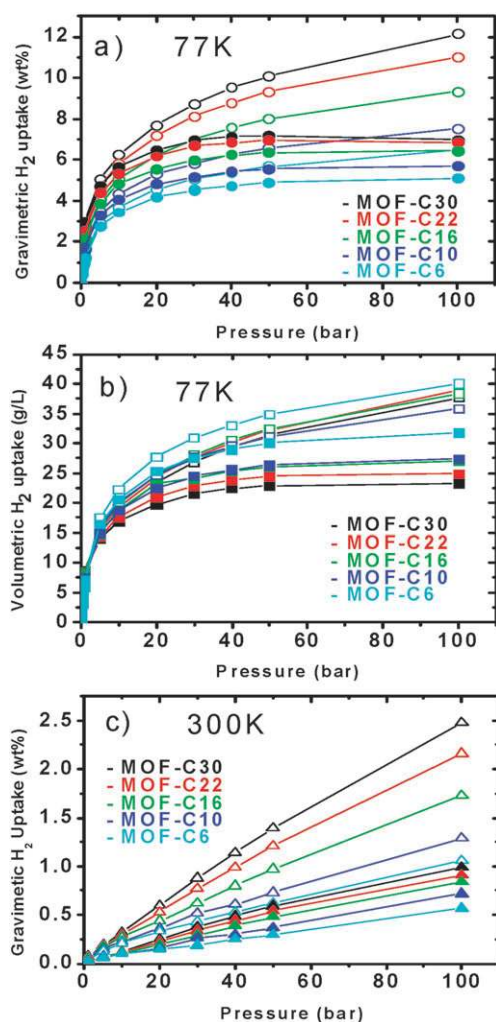 a) 77K
Gravimetric H2 uptake (wt%)
12
10
8
6
4
2
0
- MOF-C30
- MOF-C22
- MOF-C16
- MOF-C10
- MOF-C6
0 20 40 60 80 100
Pressure (bar)
b) 77K
Volumetric H2 uptake (g/L)
45
40
35
30
25
20
15
10
5
0
- MOF-C30
- MOF-C22
- MOF-C16
- MOF-C10
- MOF-C6
0 20 40 60 80 100
Pressure (bar)
c) 300K
Gravimetic H2 Uptake (wt%)
2.5
2.0
1.5
1.0
0.5
0.0
- MOF-C30
- MOF-C22
- MOF-C16
- MOF-C10
- MOF-C6
0 20 40 60 80 100
Pressure (bar)